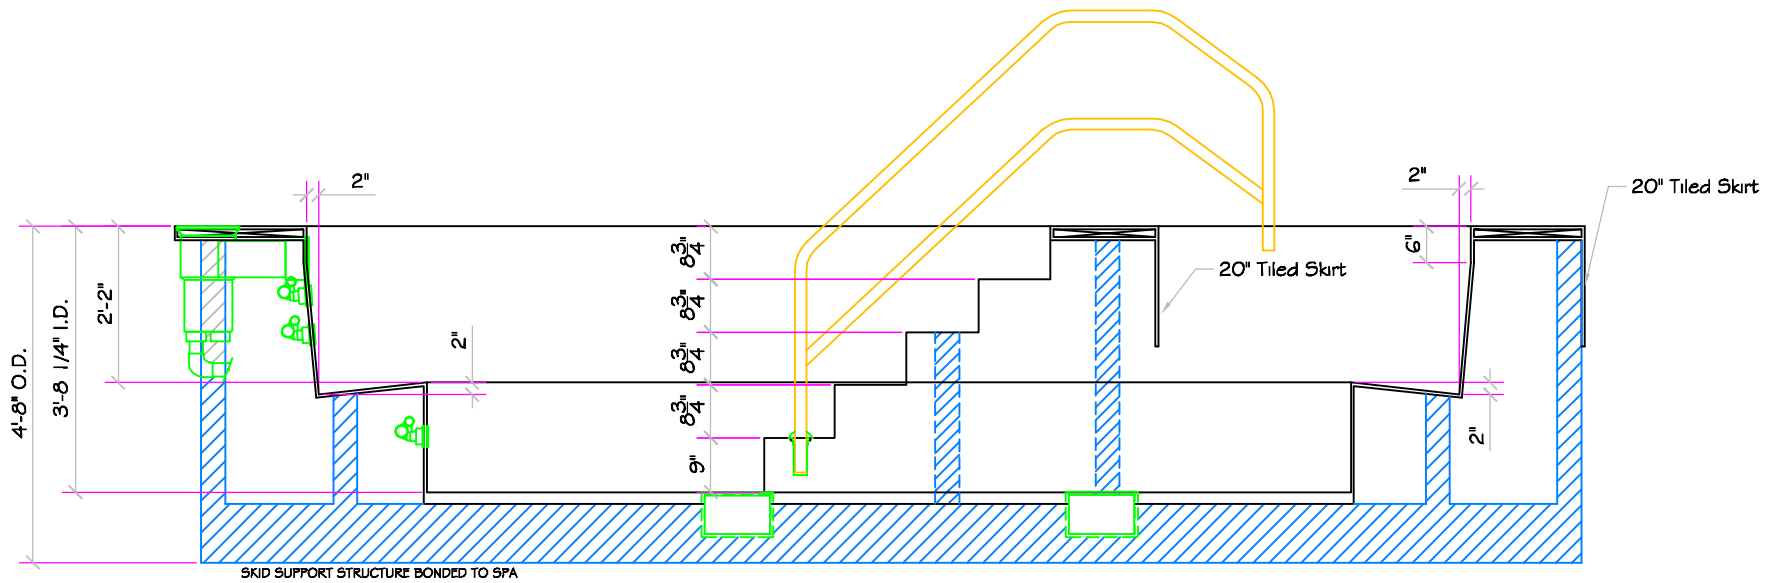 2"
2"
20" Tiled Skirt
8 3/4"
6"
20" Tiled Skirt
2'-2"
8 3/4"
2"
8 3/4"
3'-8 1/4" I.D.
4'-8" O.D.
8 3/4"
2"
9"
SKID SUPPORT STRUCTURE BONDED TO SPA